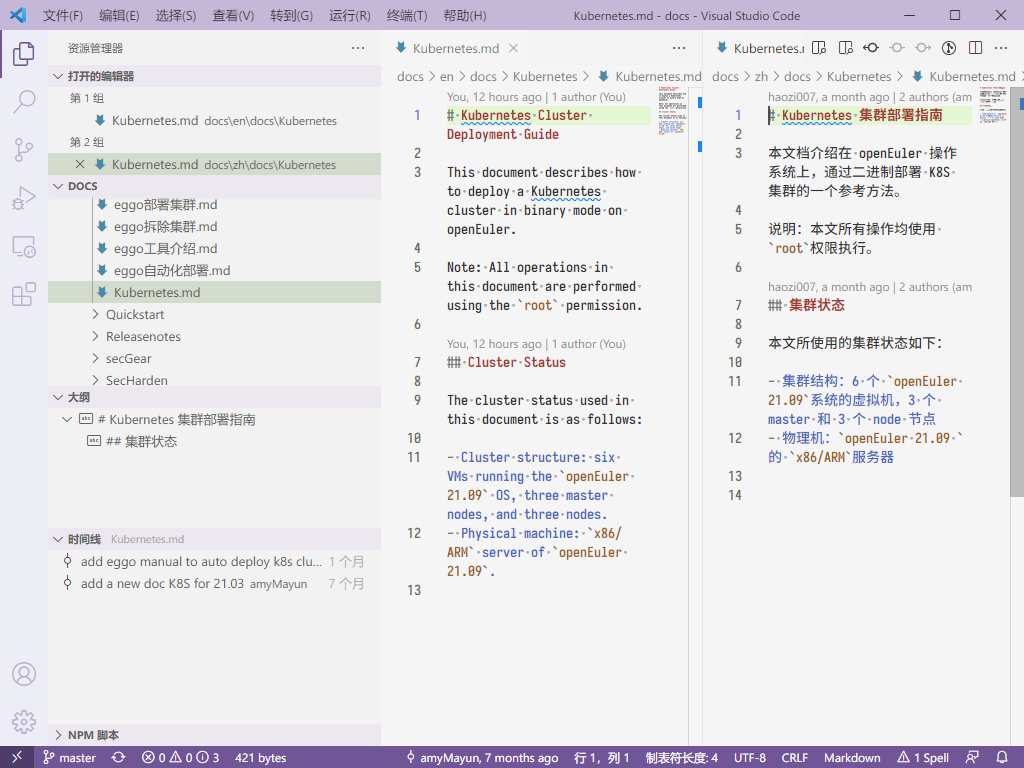 文件(F) 编辑(E) 选择(S) 查看(V) 转到(G) 运行(R) 终端(T) 帮助(H) Kubernetes.md - docs - Visual Studio Code
资源管理器
打开的编辑器
第 1 组
Kubernetes.md docs\en\docs\Kubernetes
第 2 组
Kubernetes.md docs\zh\docs\Kubernetes
DOCS
eggo部署集群.md
eggo拆除集群.md
eggo工具介绍.md
eggo自动化部署.md
Kubernetes.md
Quickstart
Releasenotes
secGear
SecHarden
大纲
# Kubernetes 集群部署指南
## 集群状态
时间线 Kubernetes.md
add eggo manual to auto deploy k8s clu... 1 个月
add a new doc K8S for 21.03 amyMayun 7 个月
NPM 脚本
Kubernetes.md
docs > en > docs > Kubernetes > Kubernetes.md
You, 12 hours ago | 1 author (You)
1 # Kubernetes Cluster
Deployment Guide
2
3 This document describes how
to deploy a Kubernetes
cluster in binary mode on
openEuler.
4
5 Note: All operations in
this document are performed
using the `root` permission.
6
You, 12 hours ago | 1 author (You)
7 ## Cluster Status
8
9 The cluster status used in
this document is as follows:
10
11 - Cluster structure: six
VMs running the `openEuler
21.09` OS, three master
nodes, and three nodes.
12 - Physical machine: `x86/
ARM` server of `openEuler
21.09`.
13
Kubernetes.
docs > zh > docs > Kubernetes > Kubernetes.md
haozi007, a month ago | 2 authors (am
1 # Kubernetes 集群部署指南
2
3 本文档介绍在 openEuler 操作
系统上，通过二进制部署 K8S
集群的一个参考方法。
4
5 说明：本文所有操作均使用
`root`权限执行。
6
haozi007, a month ago | 2 authors (am
7 ## 集群状态
8
9 本文所使用的集群状态如下：
10
11 - 集群结构：6 个 `openEuler
21.09`系统的虚拟机，3 个
master 和 3 个 node 节点
12 - 物理机：`openEuler 21.09 `
的 `x86/ARM`服务器
13
14
master 0 0 3 421 bytes amyMayun, 7 months ago 行 1，列 1 制表符长度: 4 UTF-8 CRLF Markdown 1 Spell